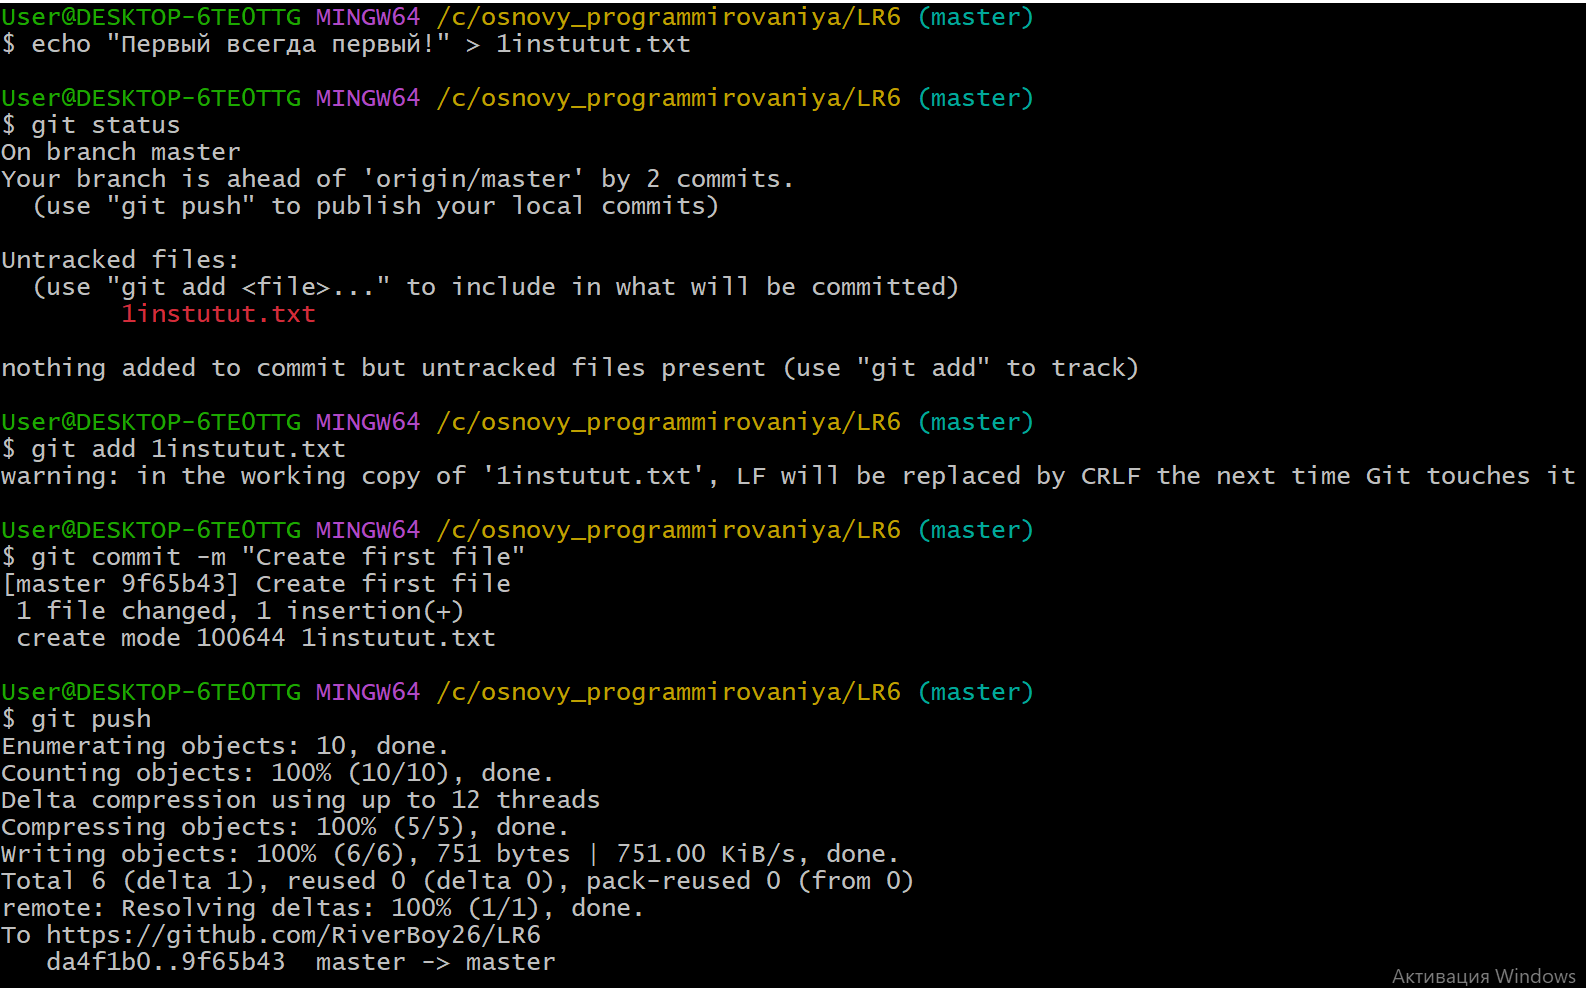 User@DESKTOP-6TE0TTG MINGW64 /c/osnovy_programmirovaniya/LR6 (master)
$ echo "Первый всегда первый!" > 1instutut.txt
User@DESKTOP-6TE0TTG MINGW64 /c/osnovy_programmirovaniya/LR6 (master)
$ git status
On branch master
Your branch is ahead of 'origin/master' by 2 commits.
  (use "git push" to publish your local commits)
Untracked files:
  (use "git add <file>..." to include in what will be committed)
        1instutut.txt
nothing added to commit but untracked files present (use "git add" to track)
User@DESKTOP-6TE0TTG MINGW64 /c/osnovy_programmirovaniya/LR6 (master)
$ git add 1instutut.txt
warning: in the working copy of '1instutut.txt', LF will be replaced by CRLF the next time Git touches it
User@DESKTOP-6TE0TTG MINGW64 /c/osnovy_programmirovaniya/LR6 (master)
$ git commit -m "Create first file"
[master 9f65b43] Create first file
 1 file changed, 1 insertion(+)
 create mode 100644 1instutut.txt
User@DESKTOP-6TE0TTG MINGW64 /c/osnovy_programmirovaniya/LR6 (master)
$ git push
Enumerating objects: 10, done.
Counting objects: 100% (10/10), done.
Delta compression using up to 12 threads
Compressing objects: 100% (5/5), done.
Writing objects: 100% (6/6), 751 bytes | 751.00 KiB/s, done.
Total 6 (delta 1), reused 0 (delta 0), pack-reused 0 (from 0)
remote: Resolving deltas: 100% (1/1), done.
To https://github.com/RiverBoy26/LR6
   da4f1b0..9f65b43  master -> master
Активация Windows